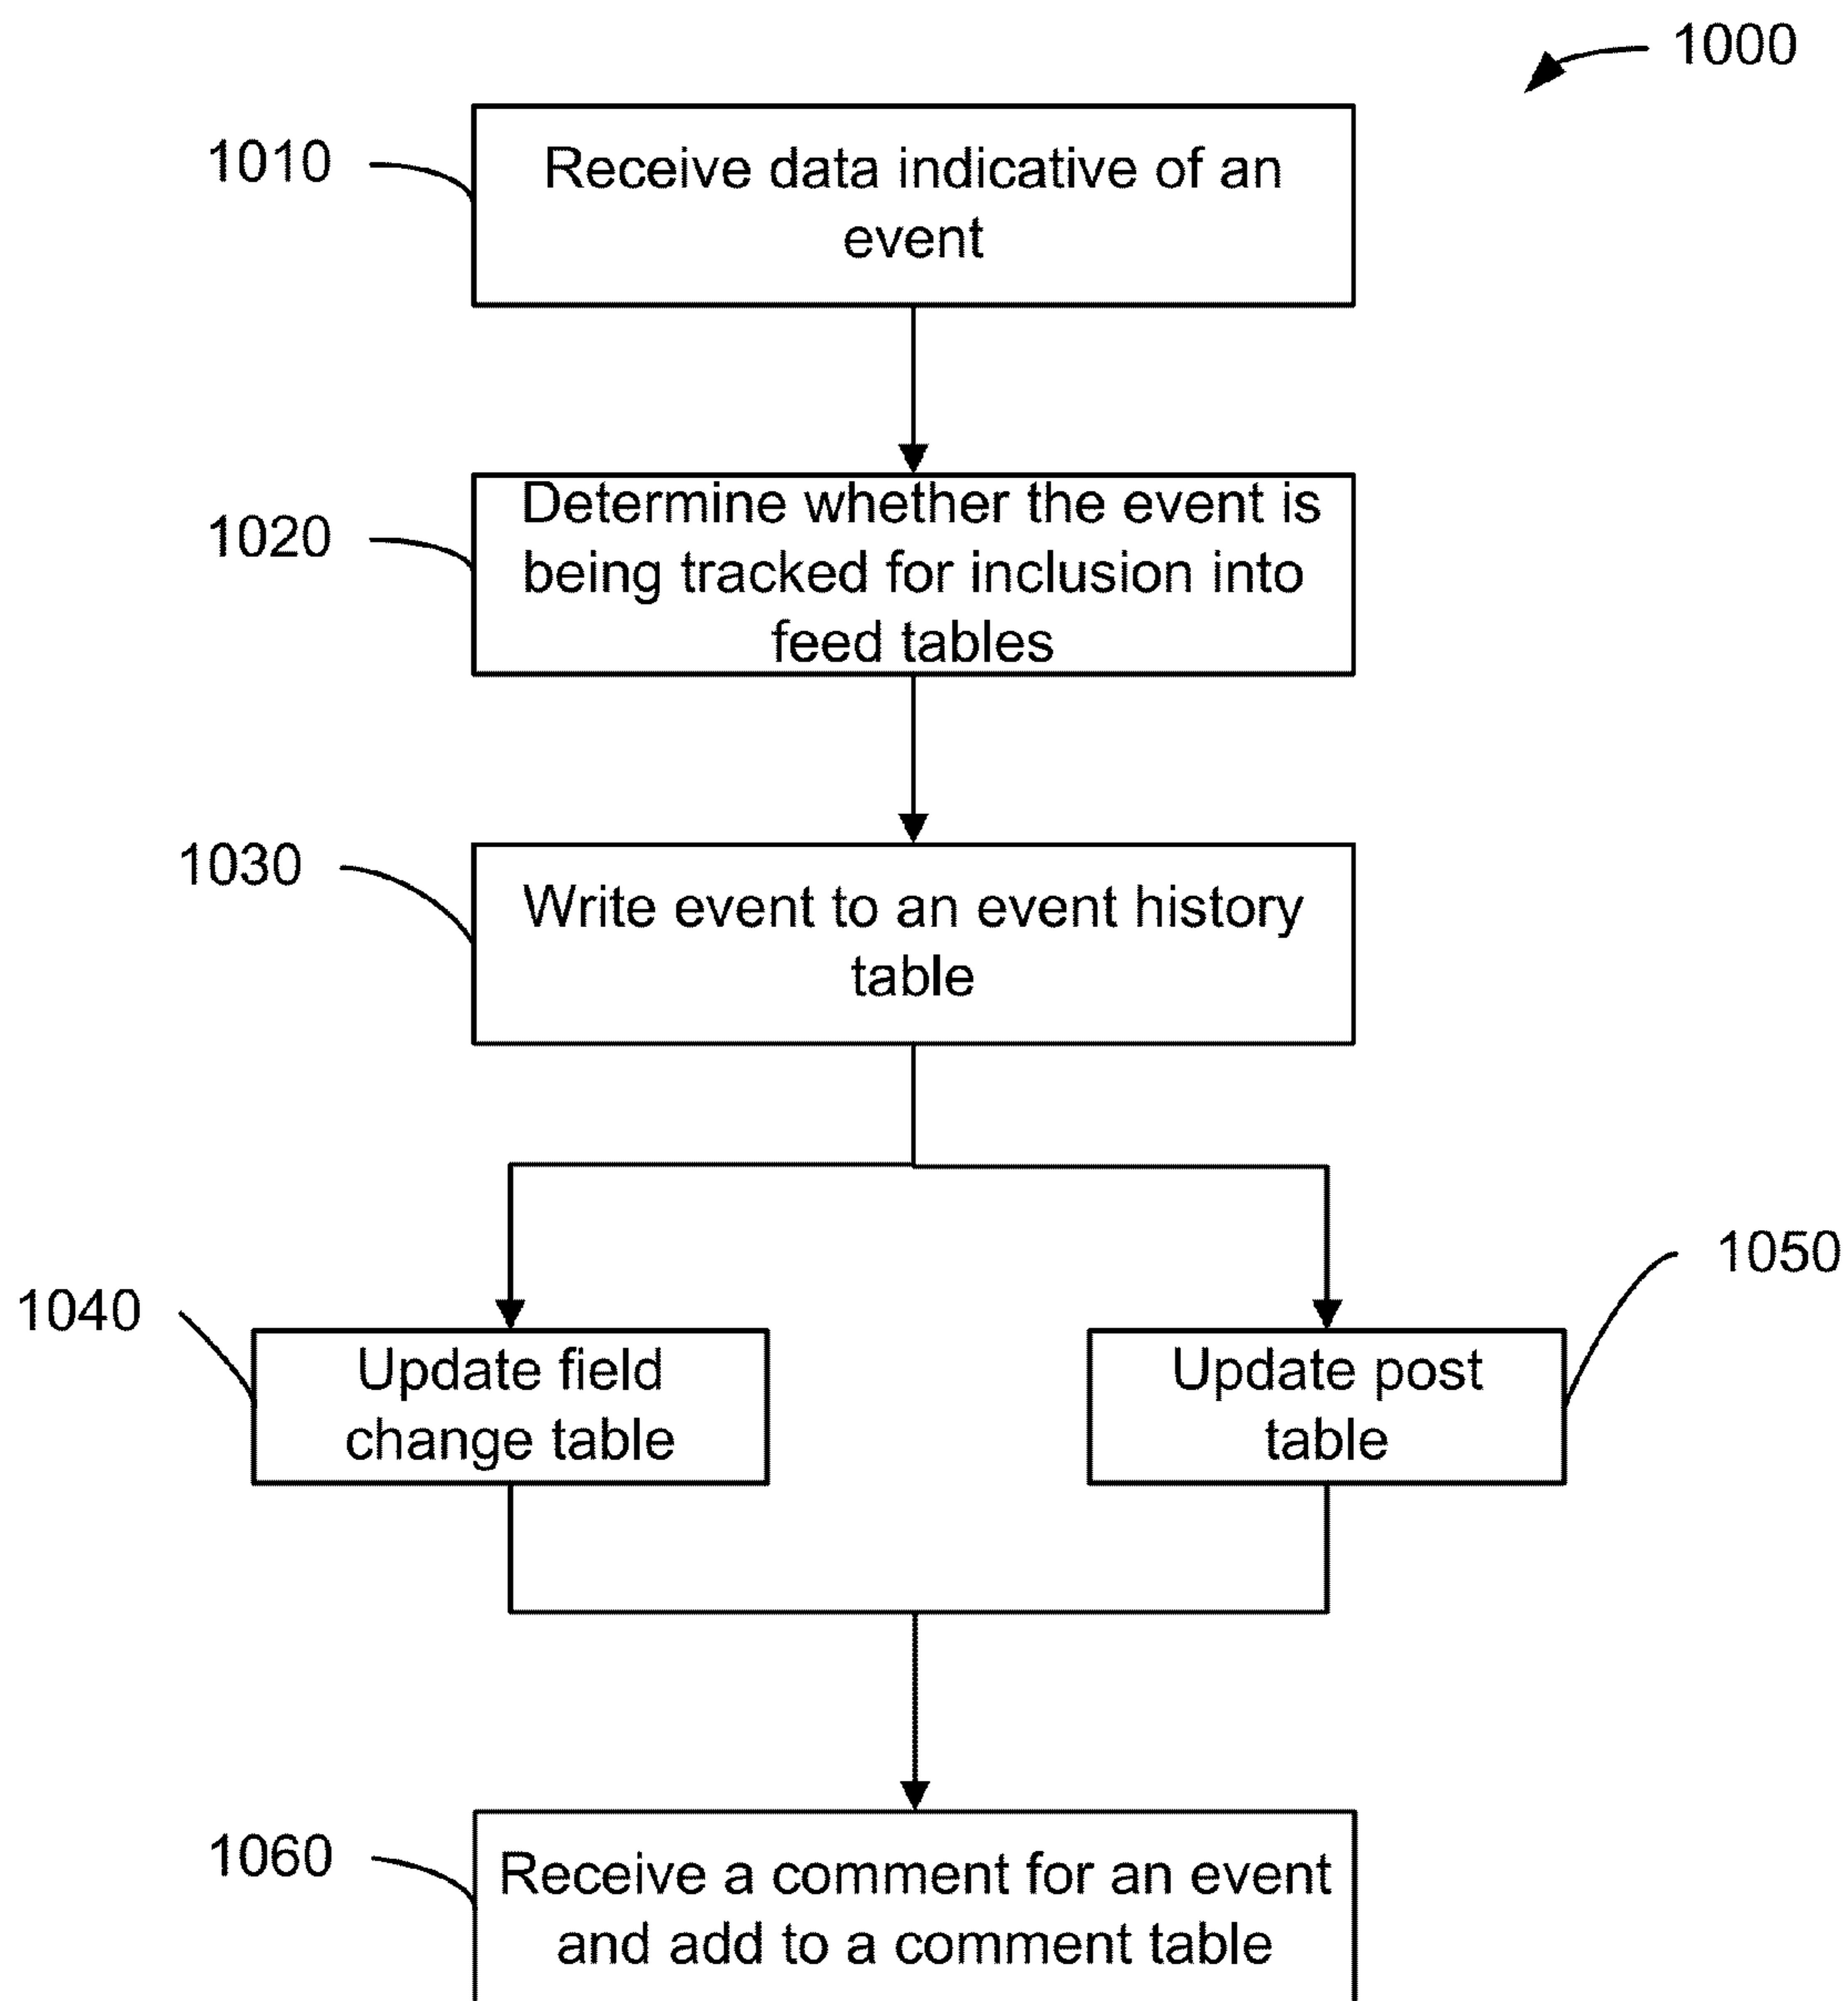 1000
1010
Receive data indicative of an
event
1020
Determine whether the event is
being tracked for inclusion into
feed tables
1030
Write event to an event history
table
1040
Update field
change table
1050
Update post
table
1060
Receive a comment for an event
and add to a comment table